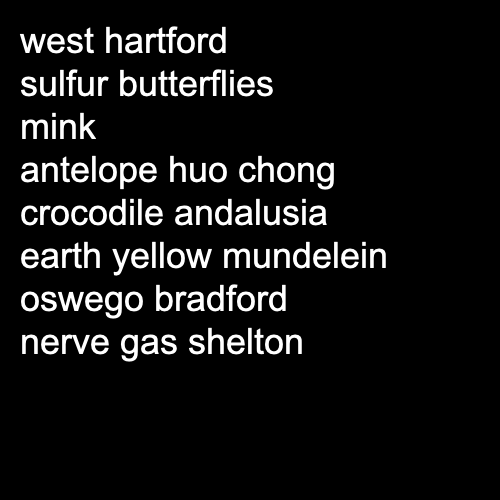 west hartford
sulfur butterflies
mink
antelope huo chong
crocodile andalusia
earth yellow mundelein
oswego bradford
nerve gas shelton